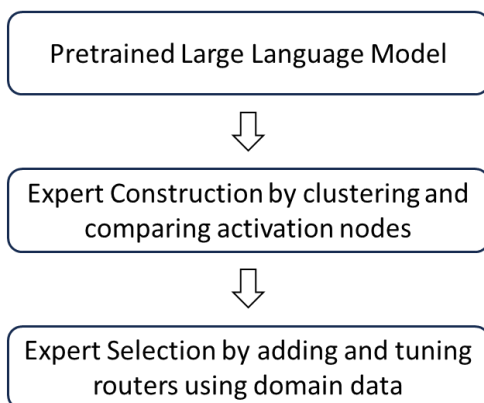 Pretrained Large Language Model
Expert Construction by clustering and
comparing activation nodes
Expert Selection by adding and tuning
routers using domain data